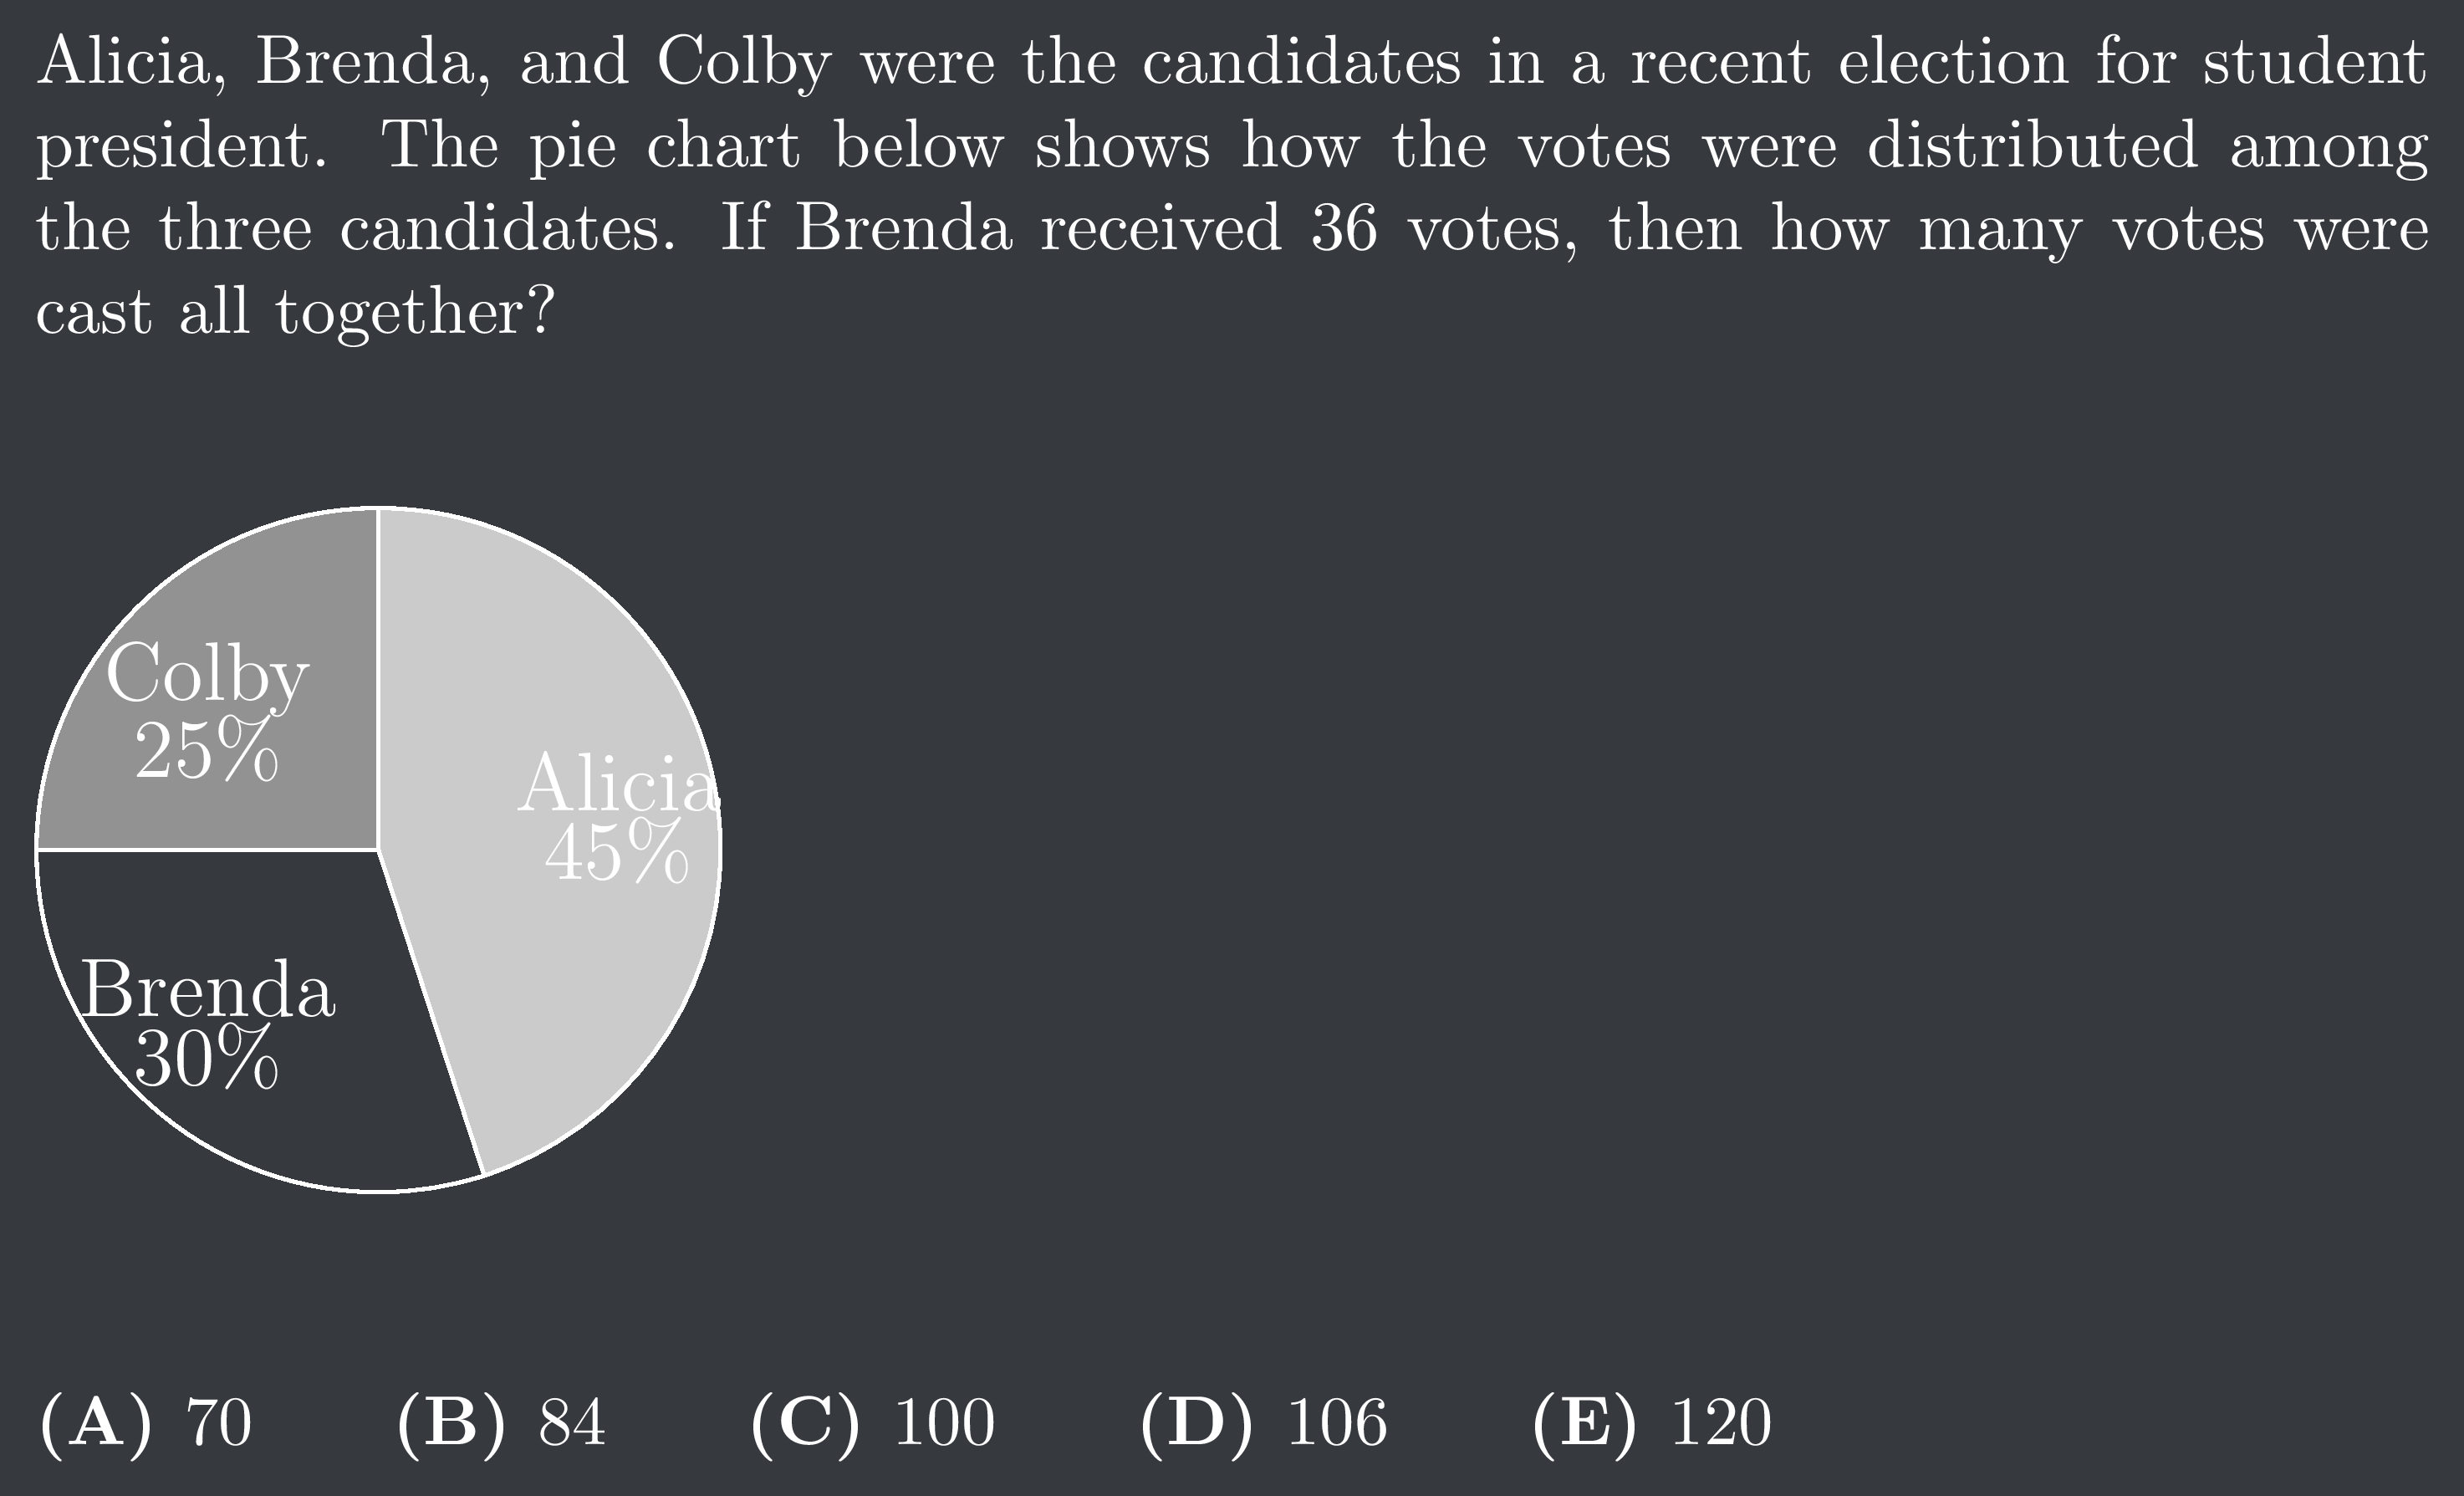 Alicia, Brenda, and Colby were the candidates in a recent election for student
president. The pie chart below shows how the votes were distributed among
the three candidates. If Brenda received 36 votes, then how many votes were
cast all together?
Colby
25%
Alicia
45%
Brenda
30%
(A) 70 (B) 84 (C) 100 (D) 106 (E) 120